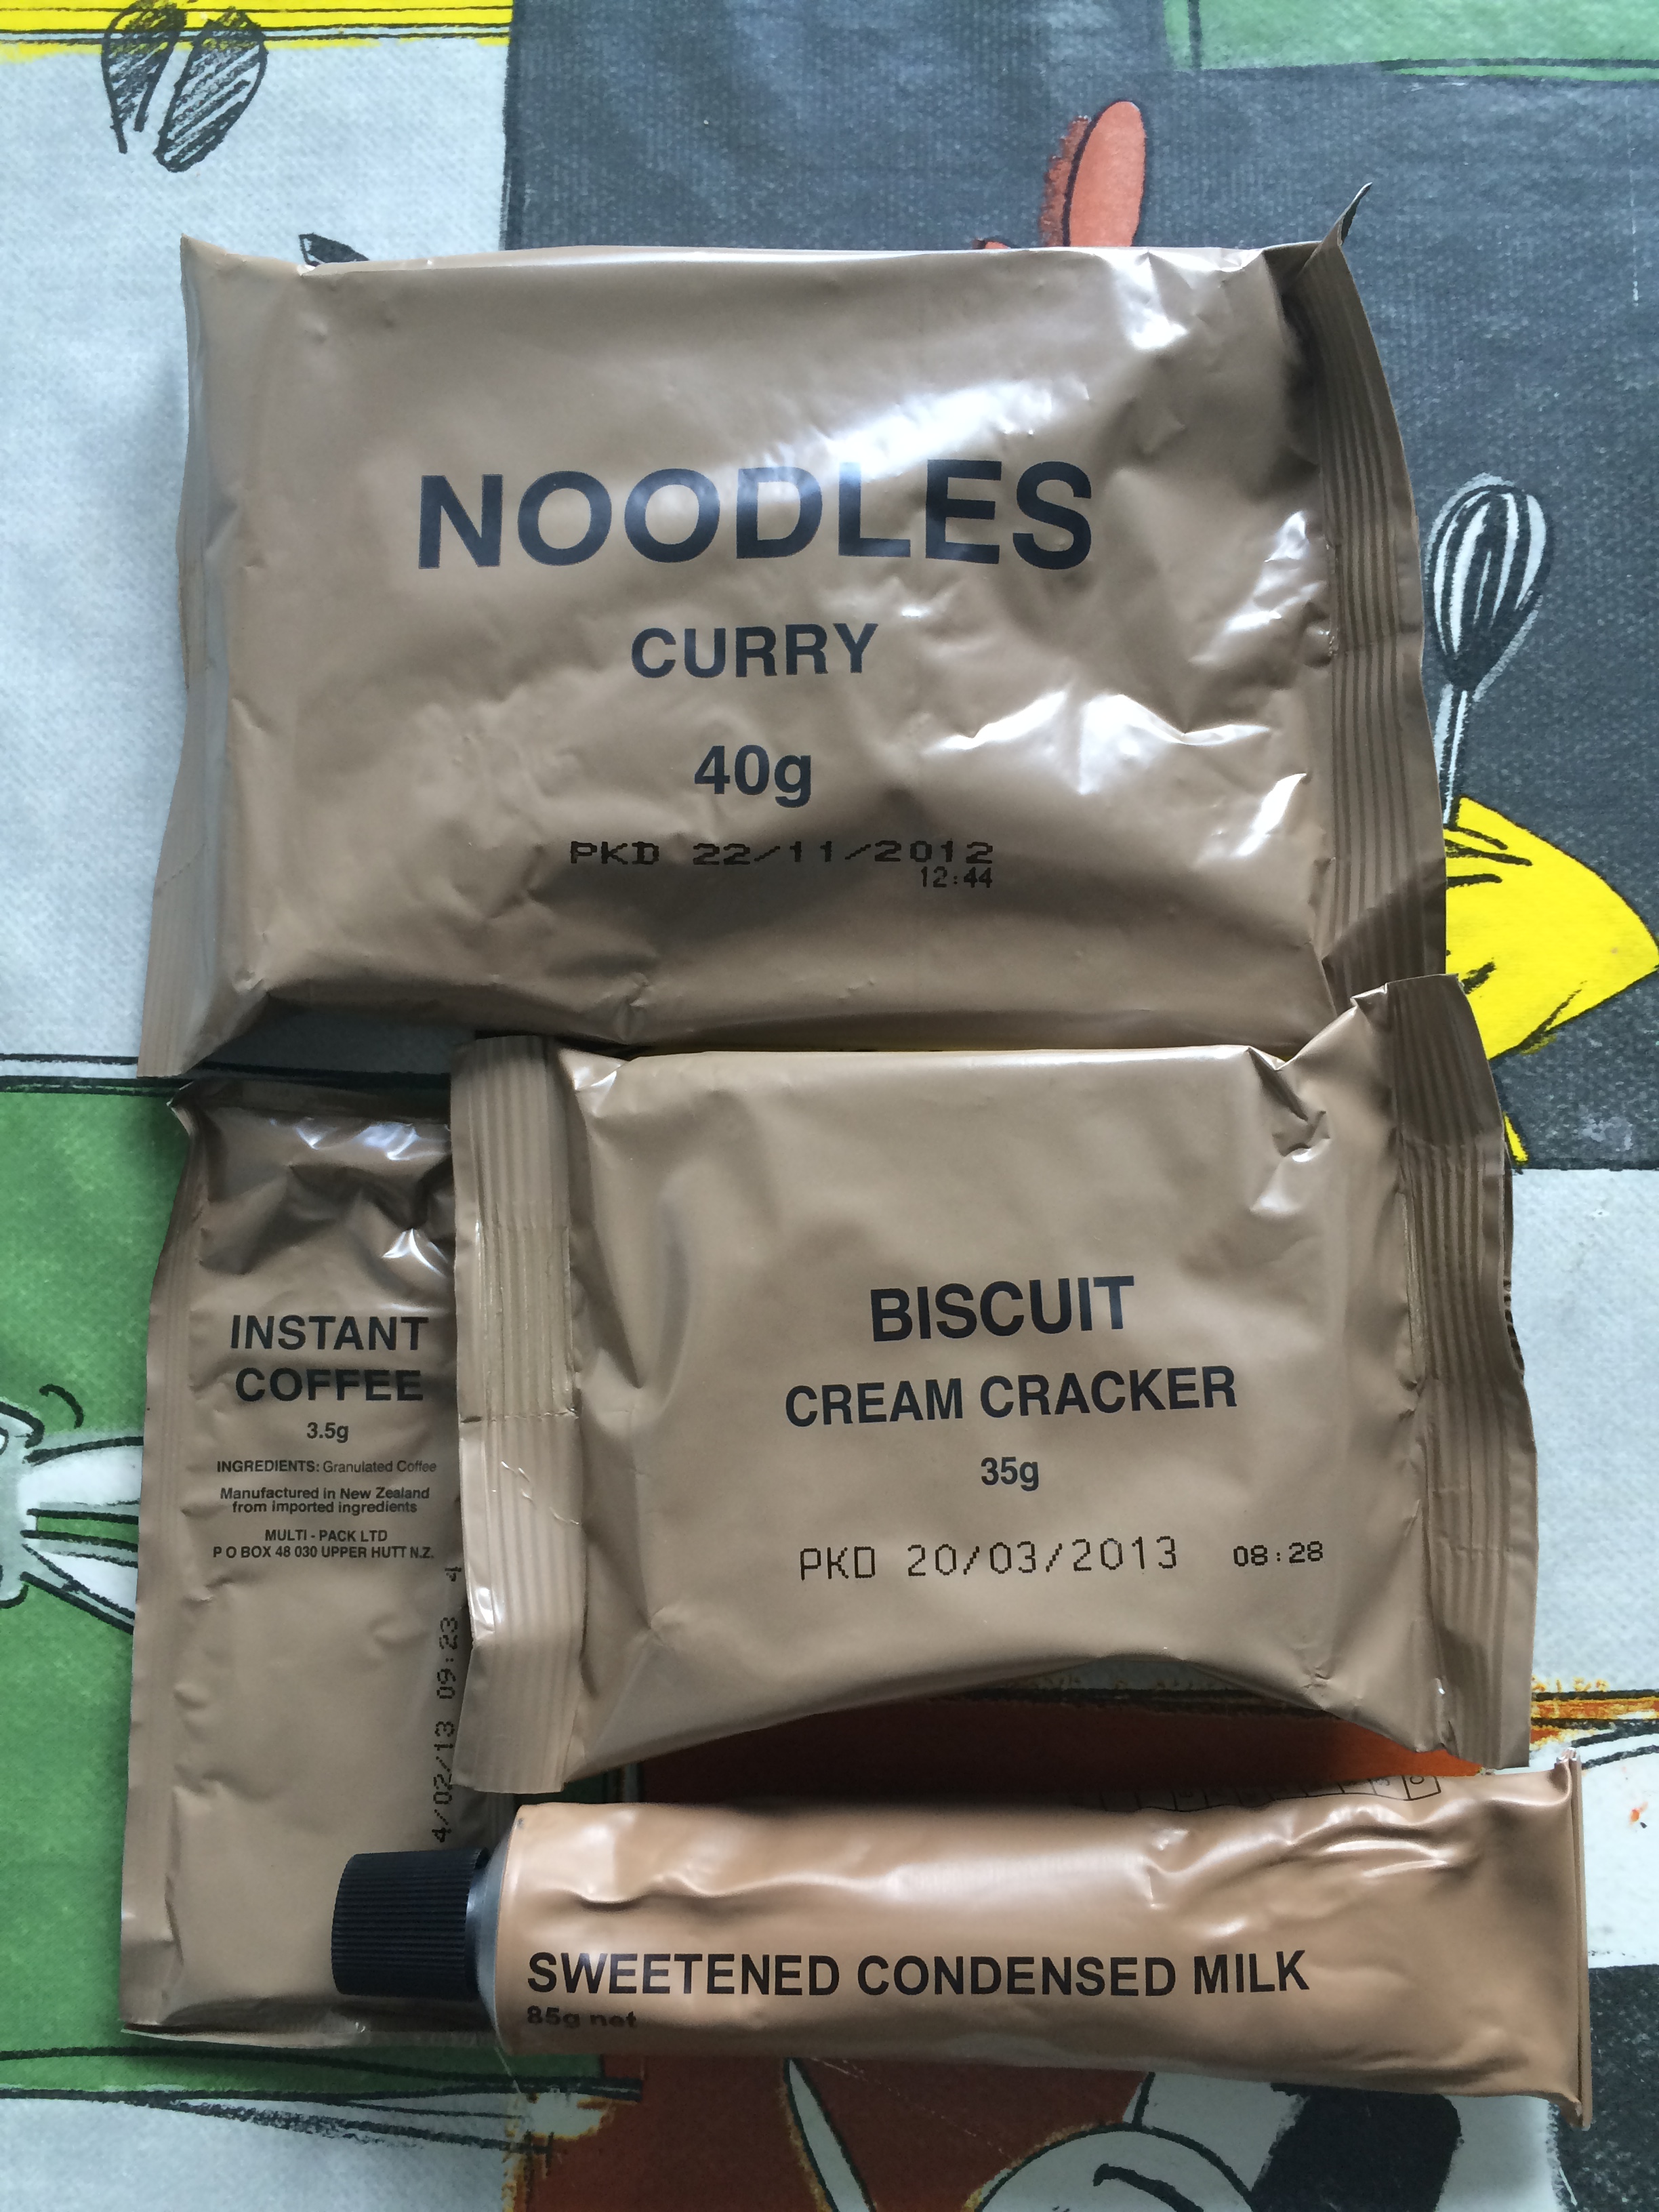 NOODLES
CURRY
40g
PKD 22/11/2012
12:44
INSTANT
COFFEE
3.5g
INGREDIENTS: Granulated Coffee
Manufactured in New Zealand
from imported ingredients
MULTI - PACK LTD
P O BOX 48 030 UPPER HUTT N.Z.
4/02/13 09:23
BISCUIT
CREAM CRACKER
35g
PKD 20/03/2013 08:28
SWEETENED CONDENSED MILK
85g net